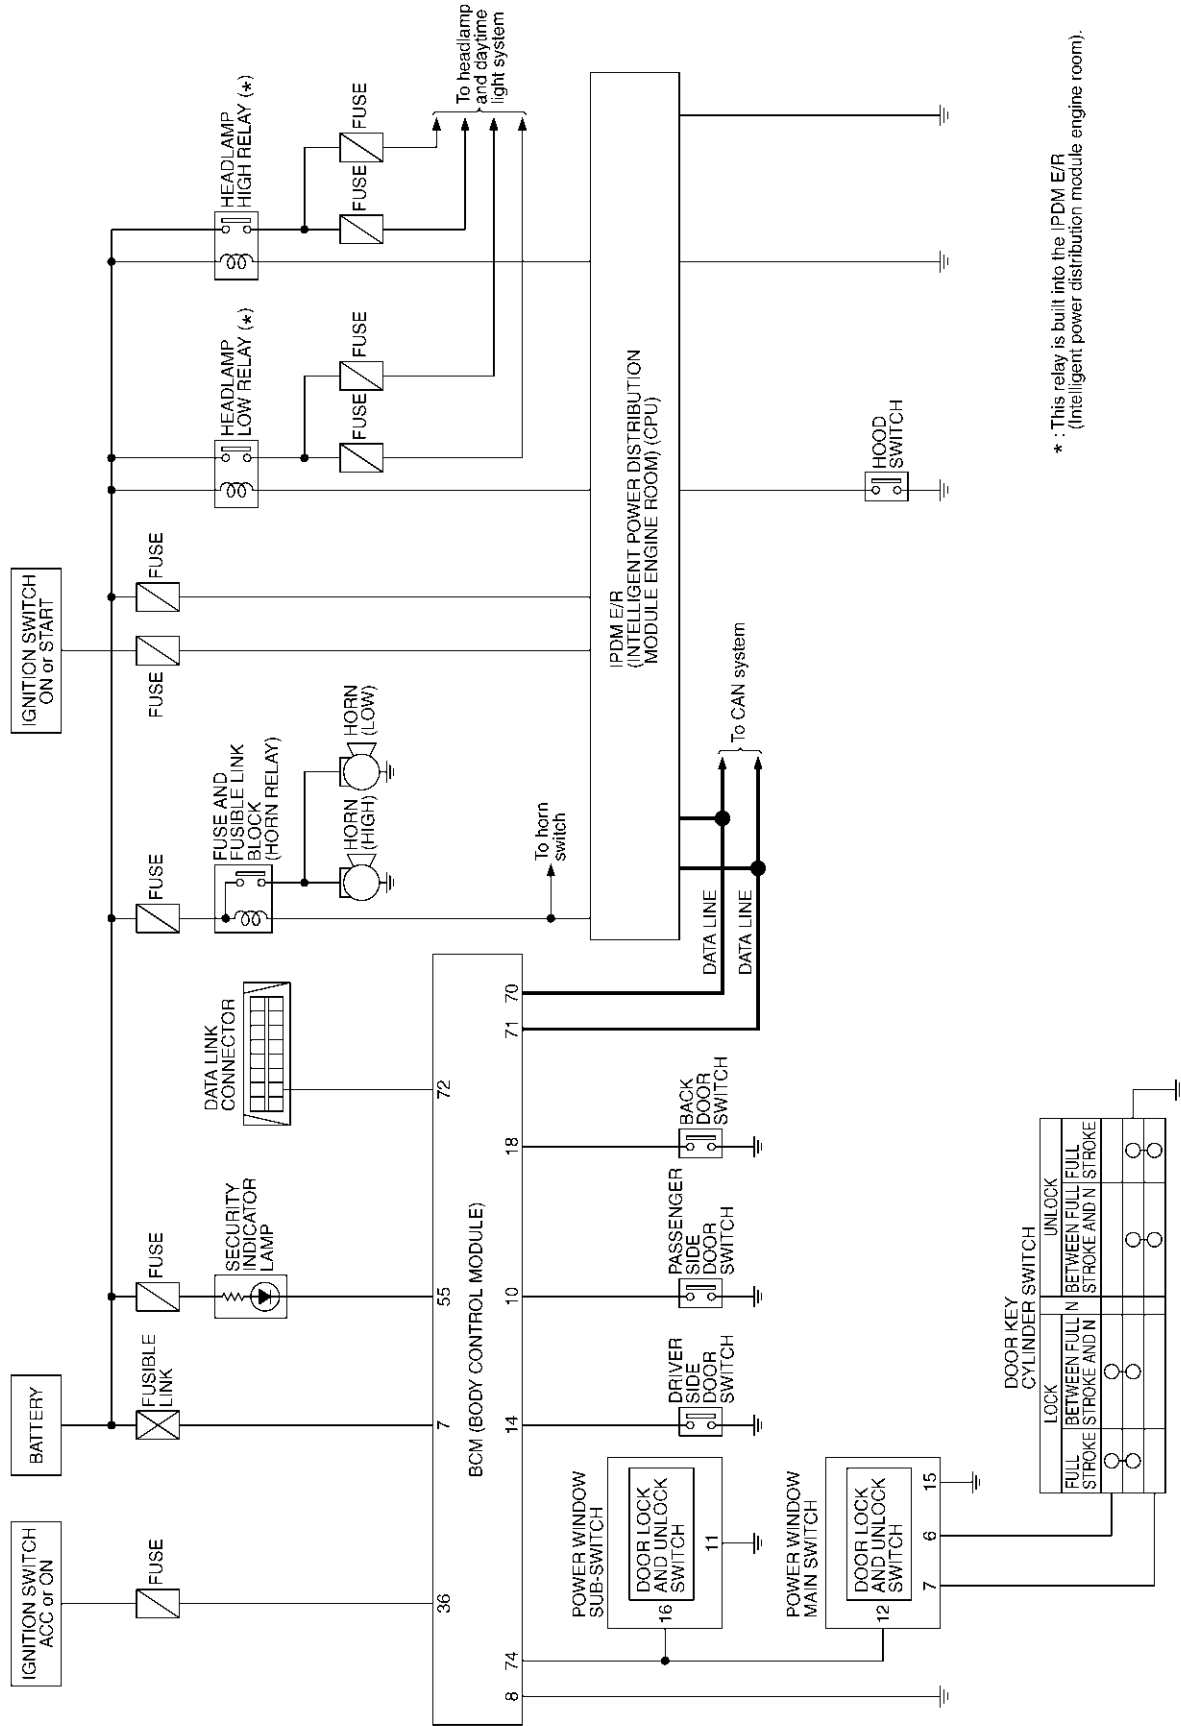 IGNITION SWITCH
ACC or ON
BATTERY
IGNITION SWITCH
ON or START
FUSE
FUSIBLE
LINK
FUSE
SECURITY
INDICATOR
LAMP
DATA LINK
CONNECTOR
FUSE
FUSE AND
FUSIBLE LINK
BLOCK
(HORN RELAY)
HORN
(HIGH)
HORN
(LOW)
To horn
switch
FUSE
FUSE
HEADLAMP
LOW RELAY (*)
FUSE
FUSE
HEADLAMP
HIGH RELAY (*)
FUSE
FUSE
To headlamp
and daytime
light system
36
7
55
72
BCM (BODY CONTROL MODULE)
8
74
14
10
18
71
70
IPDM E/R
(INTELLIGENT POWER DISTRIBUTION
MODULE ENGINE ROOM) (CPU)
DATA LINE
DATA LINE
To CAN system
POWER WINDOW
SUB-SWITCH
DOOR LOCK
AND UNLOCK
SWITCH
16
11
DRIVER
SIDE
DOOR
SWITCH
PASSENGER
SIDE
DOOR
SWITCH
BACK
DOOR
SWITCH
HOOD
SWITCH
POWER WINDOW
MAIN SWITCH
DOOR LOCK
AND UNLOCK
SWITCH
12
7
6
15
DOOR KEY
CYLINDER SWITCH
LOCK
UNLOCK
FULL
STROKE
BETWEEN FULL
STROKE AND N
N
BETWEEN FULL
STROKE AND N
FULL
STROKE
* : This relay is built into the IPDM E/R
(Intelligent power distribution module engine room).